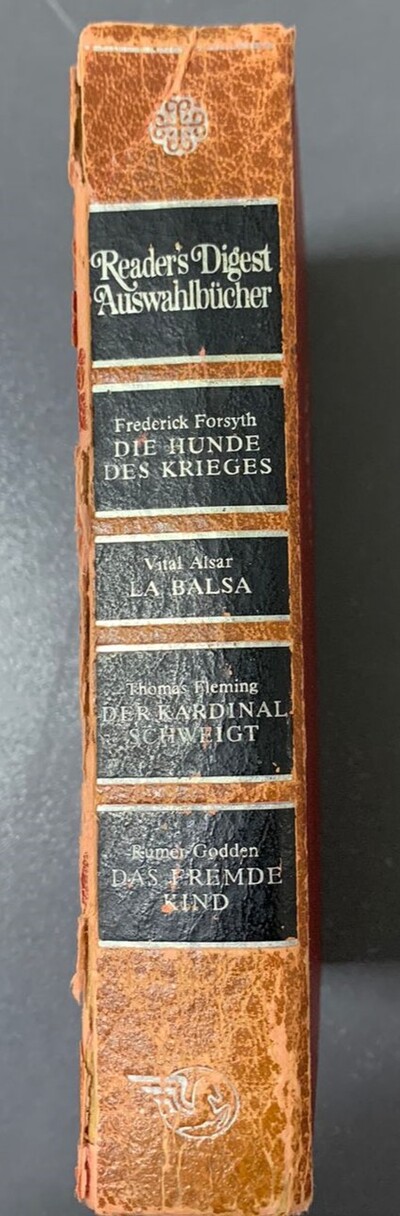 Reader's Digest
Auswahlbücher
Frederick Forsyth
DIE HUNDE
DES KRIEGES
Vital Alsar
LA BALSA
Thomas Fleming
DER KARDINAL
SCHWEIGT
Rumer Godden
DAS FREMDE
KIND